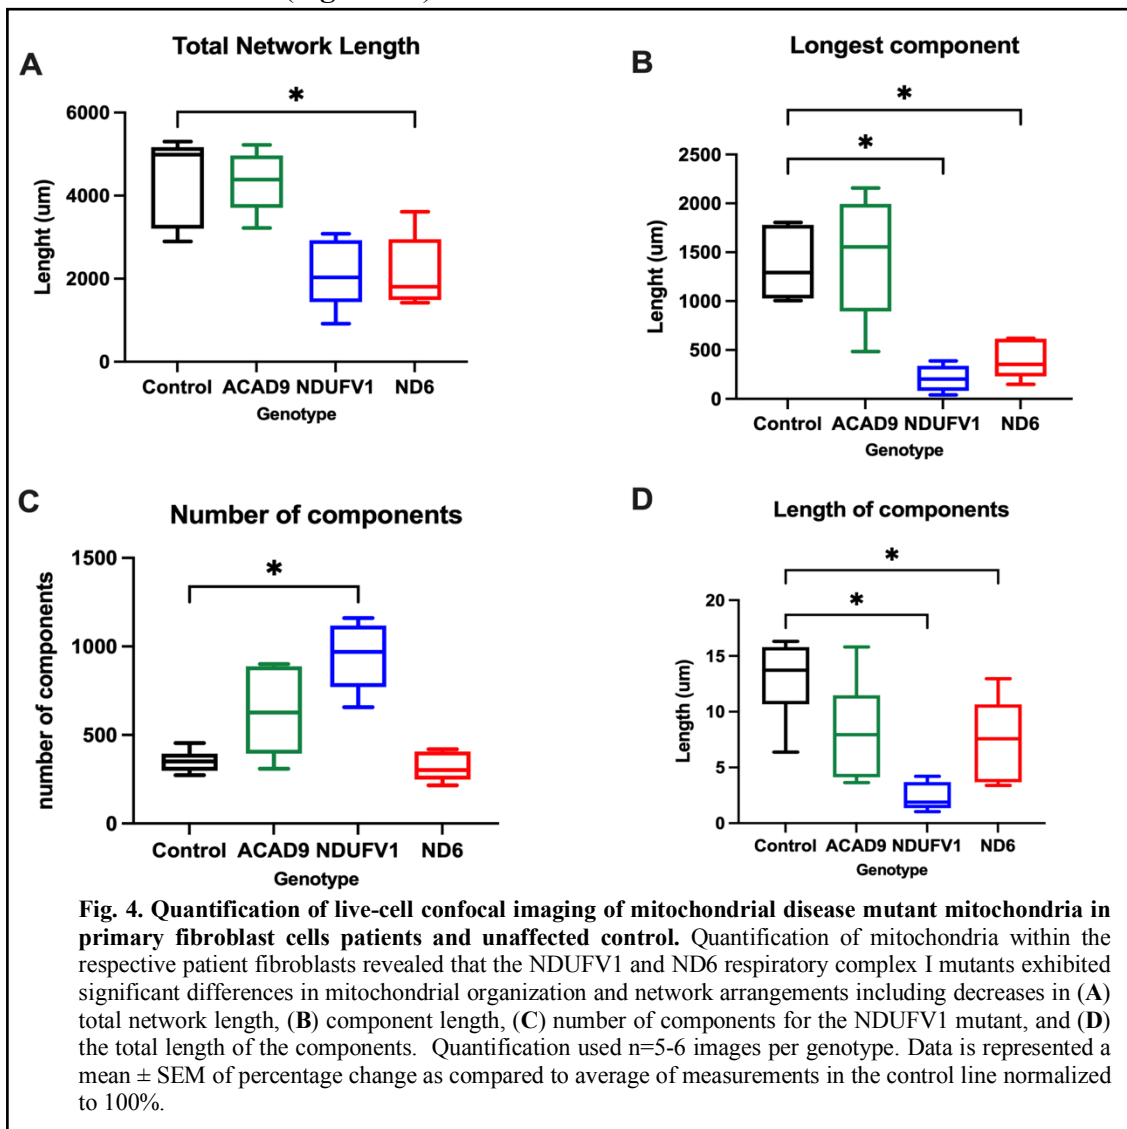 A
Total Network Length
*
6000
4000
2000
0
Lenght (um)
Control ACAD9 NDUFV1 ND6
Genotype
B
Longest component
*
*
2500
2000
1500
1000
500
0
Lenght (um)
Control ACAD9 NDUFV1 ND6
Genotype
C
Number of components
*
1500
1000
500
0
number of components
Control ACAD9 NDUFV1 ND6
Genotype
D
Length of components
*
*
20
15
10
5
0
Length (um)
Control ACAD9 NDUFV1 ND6
Genotype
Fig. 4. Quantification of live-cell confocal imaging of mitochondrial disease mutant mitochondria in
primary fibroblast cells patients and unaffected control. Quantification of mitochondria within the
respective patient fibroblasts revealed that the NDUFV1 and ND6 respiratory complex I mutants exhibited
significant differences in mitochondrial organization and network arrangements including decreases in (A)
total network length, (B) component length, (C) number of components for the NDUFV1 mutant, and (D)
the total length of the components. Quantification used n=5-6 images per genotype. Data is represented a
mean ± SEM of percentage change as compared to average of measurements in the control line normalized
to 100%.